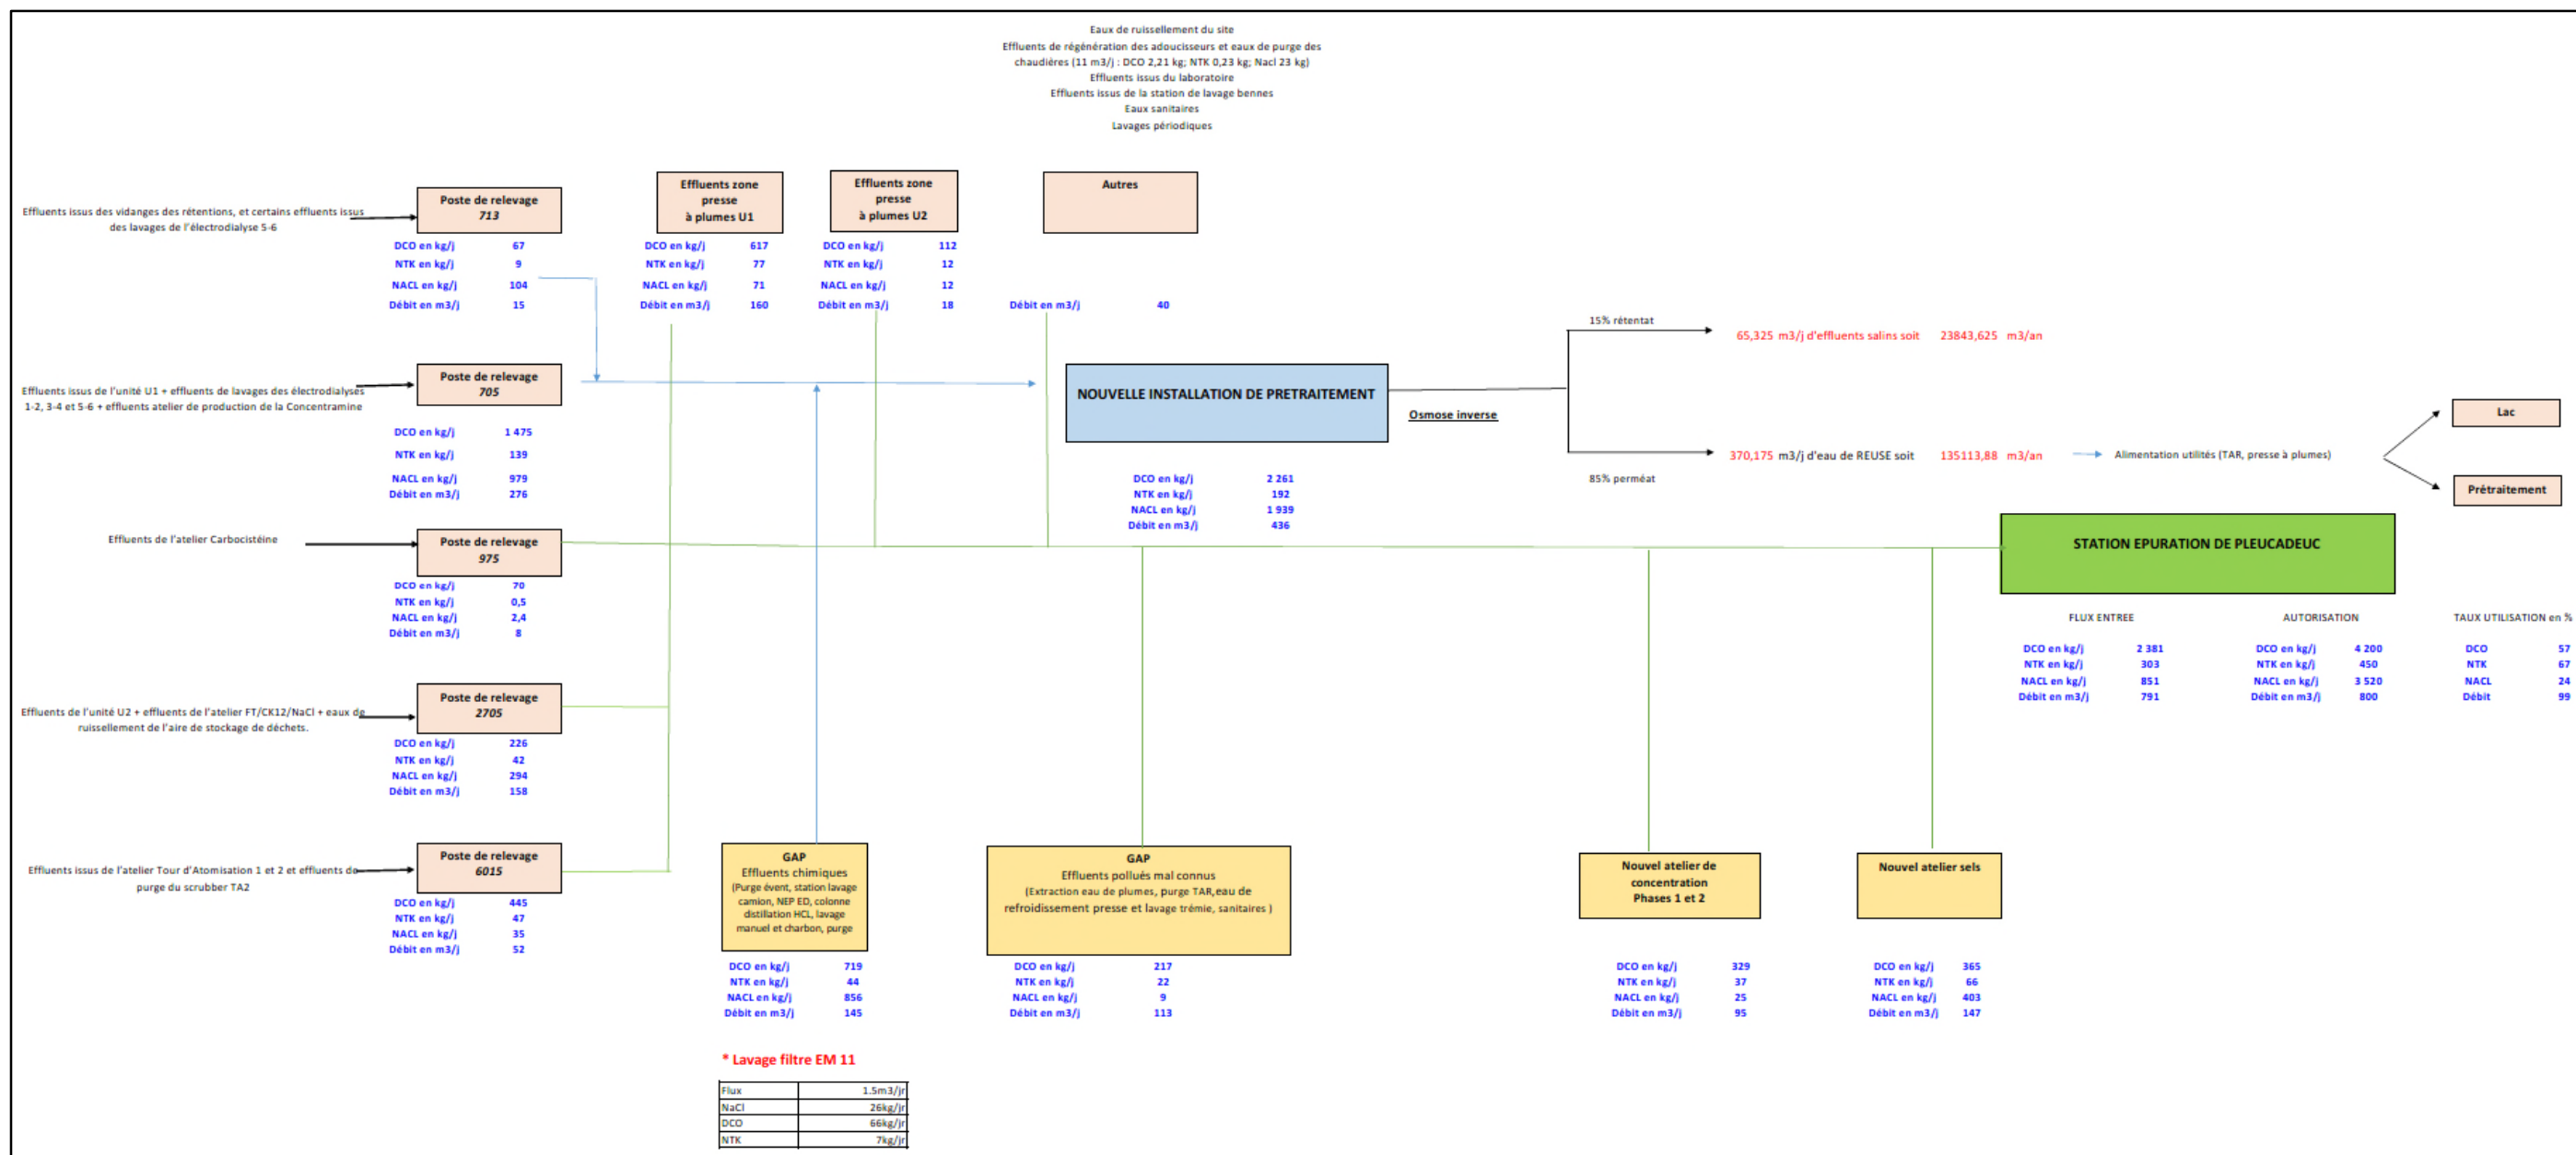 Eaux de ruissellement du site
Effluents de régénération des adoucisseurs et eaux de purge des
chaudières (11 m3/j : DCO 2,21 kg; NTK 0,23 kg; Nacl 23 kg)
Effluents issus du laboratoire
Effluents issus de la station de lavage bennes
Eaux sanitaires
Lavages périodiques
Effluents issus des vidanges des rétentions, et certains effluents issus
des lavages de l'électrodialyse 5-6
Poste de relevage
713
DCO en kg/j 67
NTK en kg/j 9
NACL en kg/j 104
Débit en m3/j 15
Effluents zone
presse
à plumes U1
DCO en kg/j 617
NTK en kg/j 77
NACL en kg/j 71
Débit en m3/j 160
Effluents zone
presse
à plumes U2
DCO en kg/j 112
NTK en kg/j 12
NACL en kg/j 12
Débit en m3/j 18
Autres
Débit en m3/j 40
Effluents issus de l'unité U1 + effluents de lavages des électrodialyses
1-2, 3-4 et 5-6 + effluents atelier de production de la Concentramine
Poste de relevage
705
DCO en kg/j 1 475
NTK en kg/j 139
NACL en kg/j 979
Débit en m3/j 276
NOUVELLE INSTALLATION DE PRETRAITEMENT
DCO en kg/j 2 261
NTK en kg/j 192
NACL en kg/j 1 939
Débit en m3/j 436
Osmose inverse
15% rétentat
65,325 m3/j d'effluents salins soit 23843,625 m3/an
370,175 m3/j d'eau de REUSE soit 135113,88 m3/an
85% perméat
Alimentation utilités (TAR, presse à plumes)
Lac
Prétraitement
Effluents de l'atelier Carbocistéine
Poste de relevage
975
DCO en kg/j 70
NTK en kg/j 0,5
NACL en kg/j 2,4
Débit en m3/j 8
STATION EPURATION DE PLEUCADEUC
FLUX ENTREE
DCO en kg/j 2 381
NTK en kg/j 303
NACL en kg/j 851
Débit en m3/j 791
AUTORISATION
DCO en kg/j 4 200
NTK en kg/j 450
NACL en kg/j 3 520
Débit en m3/j 800
TAUX UTILISATION en %
DCO 57
NTK 67
NACL 24
Débit 99
Effluents de l'unité U2 + effluents de l'atelier FT/CK12/NaCl + eaux de
ruissellement de l'aire de stockage de déchets.
Poste de relevage
2705
DCO en kg/j 226
NTK en kg/j 42
NACL en kg/j 294
Débit en m3/j 158
Effluents issus de l'atelier Tour d'Atomisation 1 et 2 et effluents de
purge du scrubber TA2
Poste de relevage
6015
DCO en kg/j 445
NTK en kg/j 47
NACL en kg/j 35
Débit en m3/j 52
GAP
Effluents chimiques
(Purge évent, station lavage
camion, NEP ED, colonne
distillation HCL, lavage
manuel et charbon, purge
DCO en kg/j 719
NTK en kg/j 44
NACL en kg/j 856
Débit en m3/j 145
GAP
Effluents pollués mal connus
(Extraction eau de plumes, purge TAR,eau de
refroidissement presse et lavage trémie, sanitaires )
DCO en kg/j 217
NTK en kg/j 22
NACL en kg/j 9
Débit en m3/j 113
Nouvel atelier de
concentration
Phases 1 et 2
DCO en kg/j 329
NTK en kg/j 37
NACL en kg/j 25
Débit en m3/j 95
Nouvel atelier sels
DCO en kg/j 365
NTK en kg/j 66
NACL en kg/j 403
Débit en m3/j 147
* Lavage filtre EM 11
Flux 1.5m3/jr
NaCl 26kg/jr
DCO 66kg/jr
NTK 7kg/jr